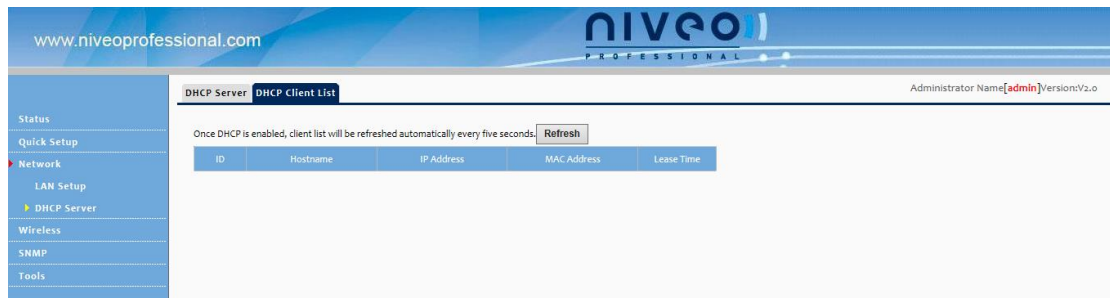 www.niveoprofessional.com
niveo
PROFESSIONAL
DHCP Server DHCP Client List
Administrator Name[admin]Version:V2.0
Status
Quick Setup
Network
LAN Setup
DHCP Server
Wireless
SNMP
Tools
Once DHCP is enabled, client list will be refreshed automatically every five seconds. Refresh
ID Hostname IP Address MAC Address Lease Time